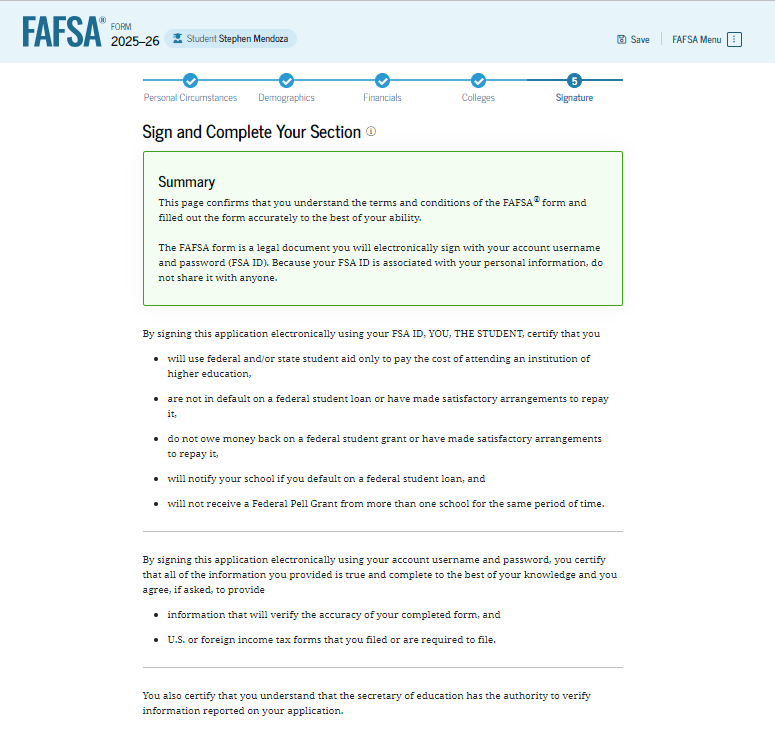 FAFSA® FORM
2025–26
Student Stephen Mendoza
Save
FAFSA Menu
5
Personal Circumstances
Demographics
Financials
Colleges
Signature
Sign and Complete Your Section
Summary
This page confirms that you understand the terms and conditions of the FAFSA® form and
filled out the form accurately to the best of your ability.
The FAFSA form is a legal document you will electronically sign with your account username
and password (FSA ID). Because your FSA ID is associated with your personal information, do
not share it with anyone.
By signing this application electronically using your FSA ID, YOU, THE STUDENT, certify that you
• will use federal and/or state student aid only to pay the cost of attending an institution of
higher education,
• are not in default on a federal student loan or have made satisfactory arrangements to repay
it,
• do not owe money back on a federal student grant or have made satisfactory arrangements
to repay it,
• will notify your school if you default on a federal student loan, and
• will not receive a Federal Pell Grant from more than one school for the same period of time.
By signing this application electronically using your account username and password, you certify
that all of the information you provided is true and complete to the best of your knowledge and you
agree, if asked, to provide
• information that will verify the accuracy of your completed form, and
• U.S. or foreign income tax forms that you filed or are required to file.
You also certify that you understand that the secretary of education has the authority to verify
information reported on your application.